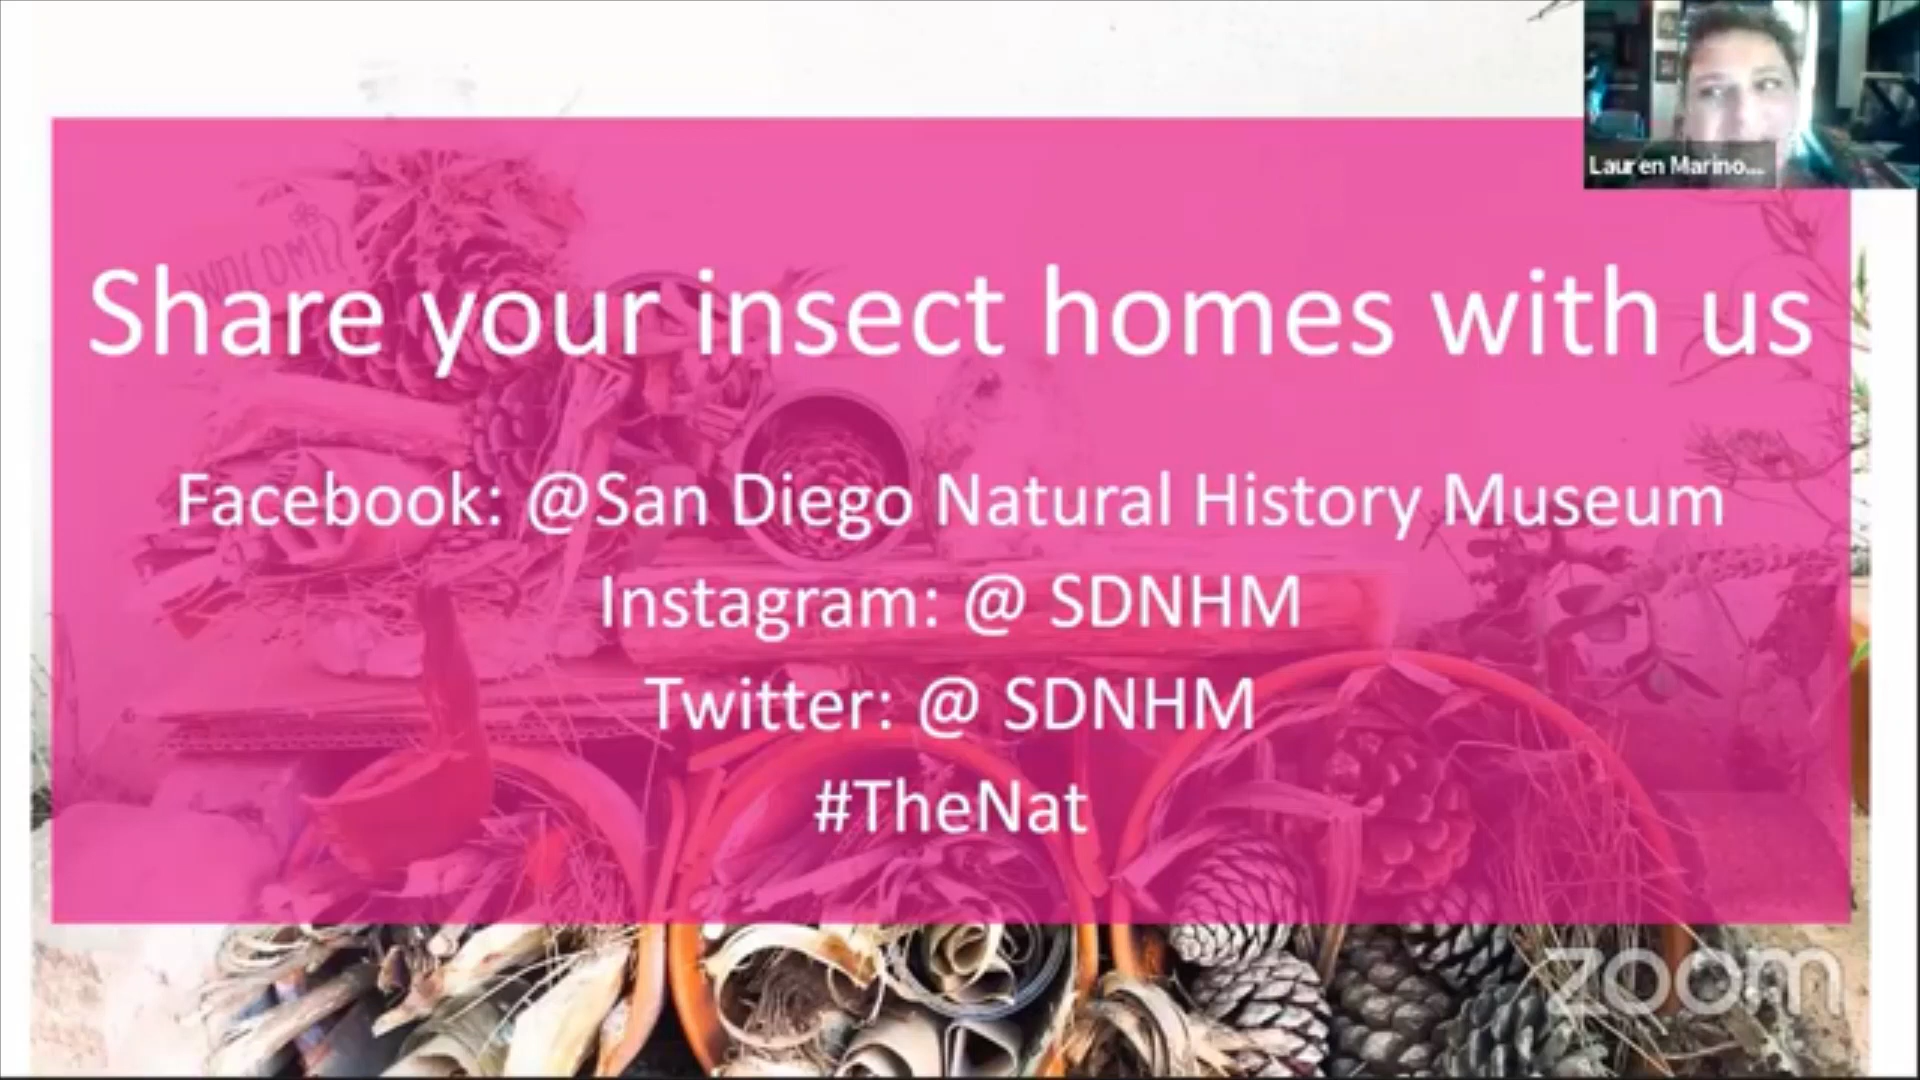 Lauren Marino...
WELCOME
Share your insect homes with us
Facebook: @San Diego Natural History Museum
Instagram: @ SDNHM
Twitter: @ SDNHM
#TheNat
zoom